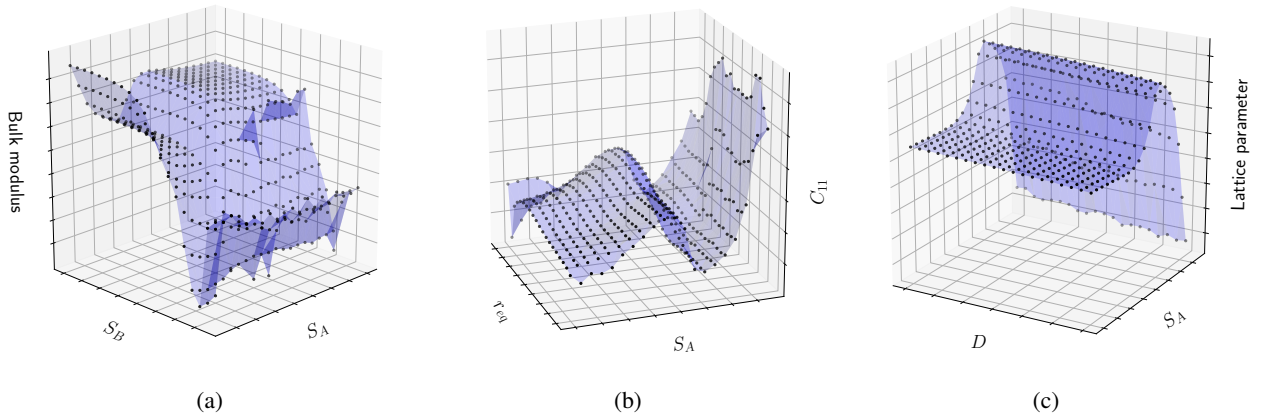 Bulk modulus
S_B
S_A
(a)
r_eq
S_A
C_11
(b)
D
S_A
Lattice parameter
(c)